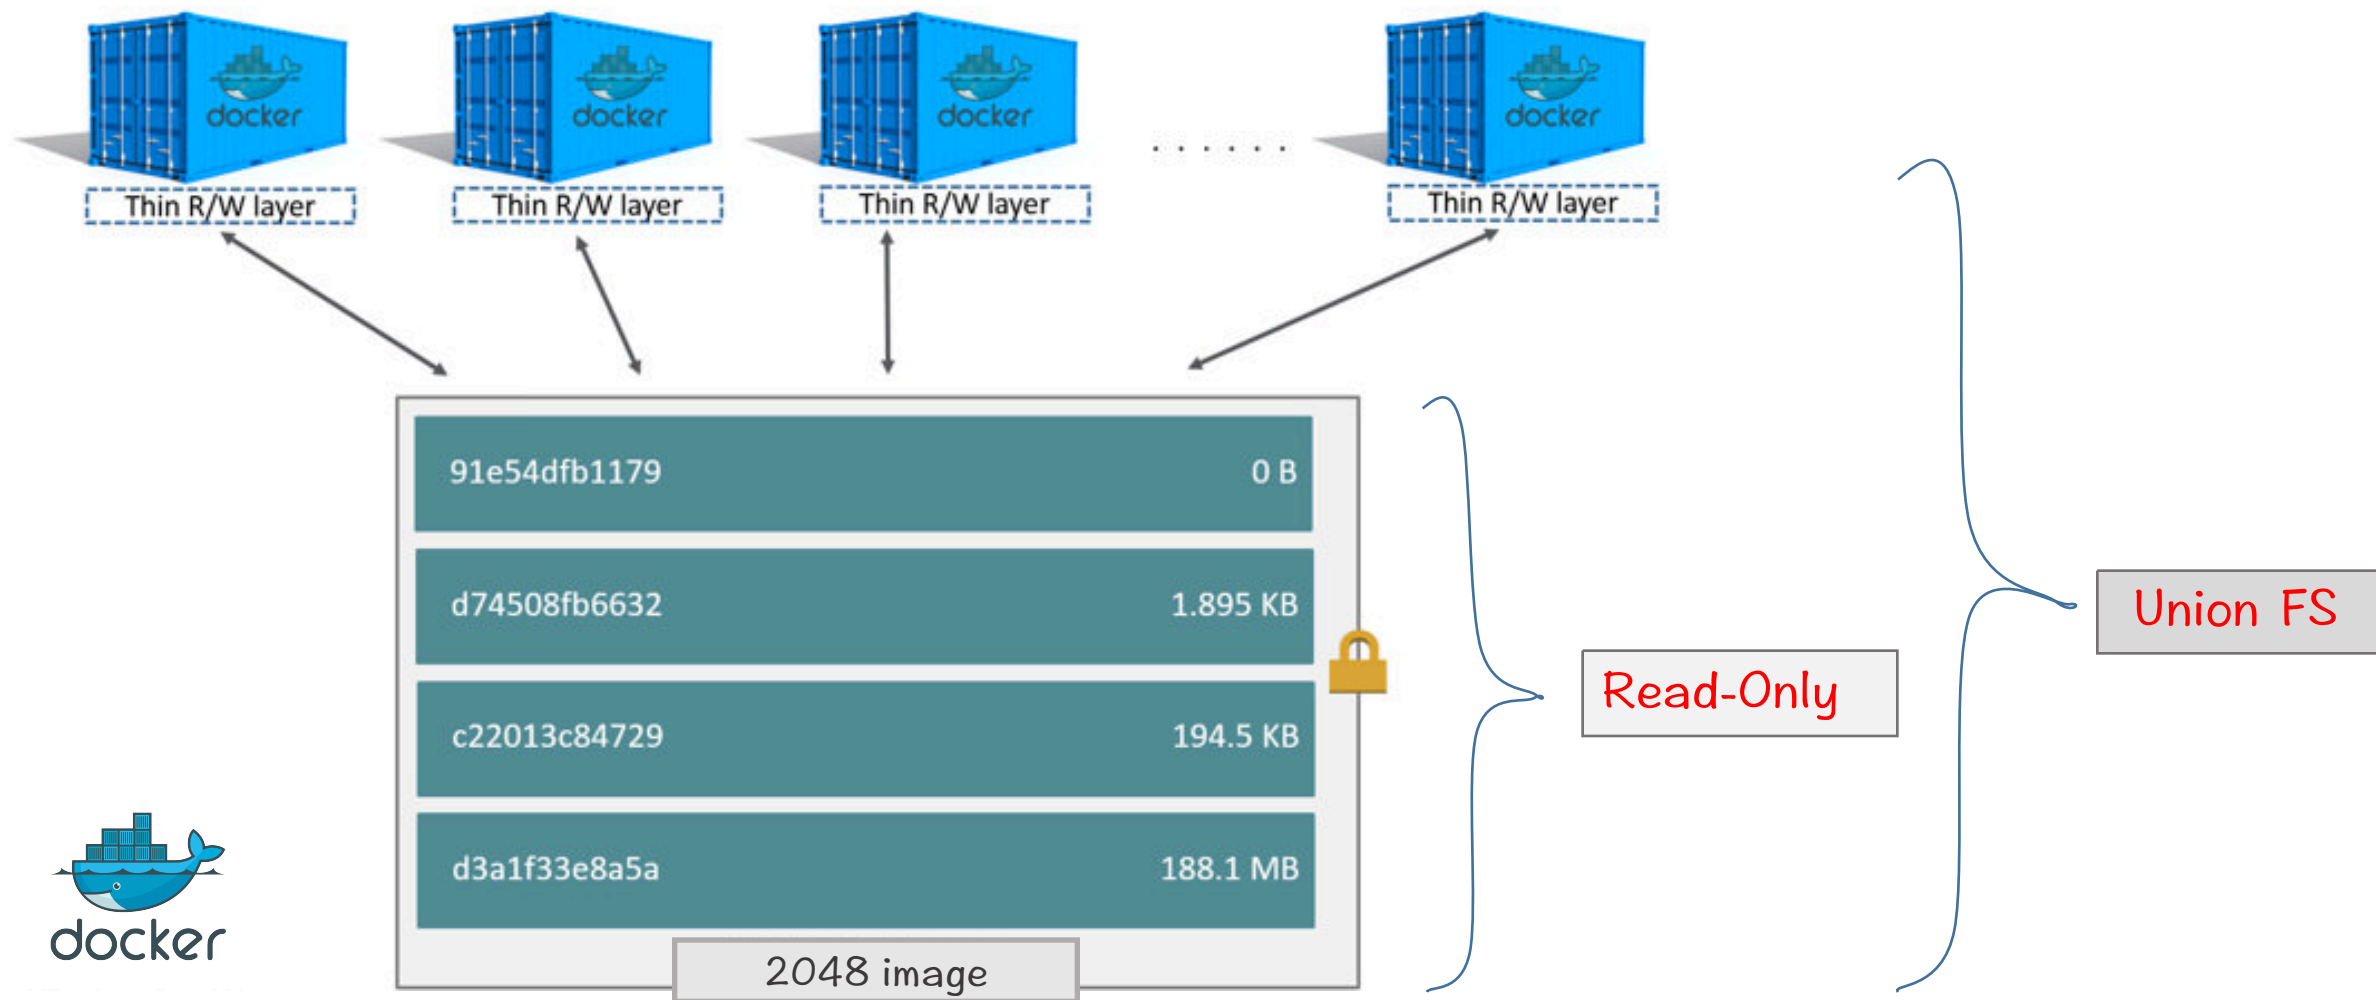 docker
docker
docker
docker
......
Thin R/W layer
Thin R/W layer
Thin R/W layer
Thin R/W layer
91e54dfb1179 0 B
d74508fb6632 1.895 KB
c22013c84729 194.5 KB
d3a1f33e8a5a 188.1 MB
2048 image
Read-Only
Union FS
docker